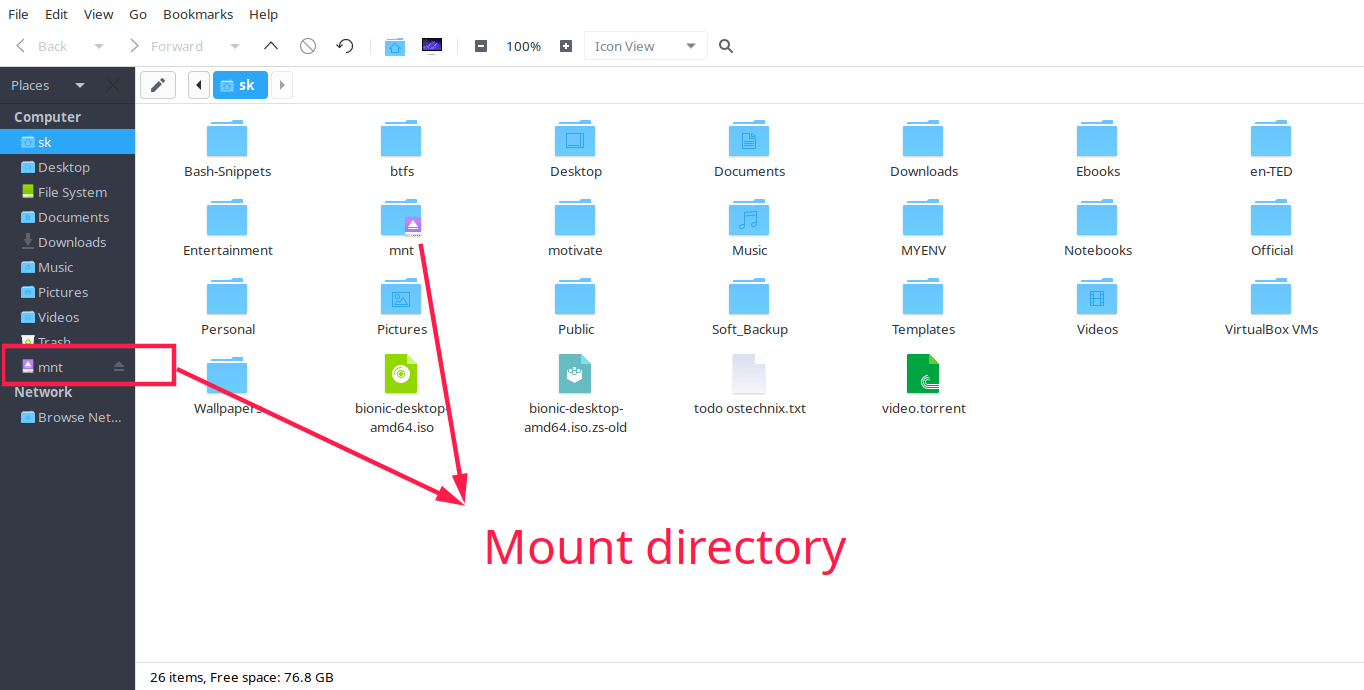 File Edit View Go Bookmarks Help
Back Forward 100% Icon View
Places
sk
Computer
sk
Desktop
File System
Documents
Downloads
Music
Pictures
Videos
Trash
mnt
Network
Browse Net...
Bash-Snippets btfs Desktop Documents Downloads Ebooks en-TED
Entertainment mnt motivate Music MYENV Notebooks Official
Personal Pictures Public Soft_Backup Templates Videos VirtualBox VMs
Wallpapers bionic-desktop- bionic-desktop- todo ostechnix.txt video.torrent
amd64.iso amd64.iso.zs-old
Mount directory
26 items, Free space: 76.8 GB